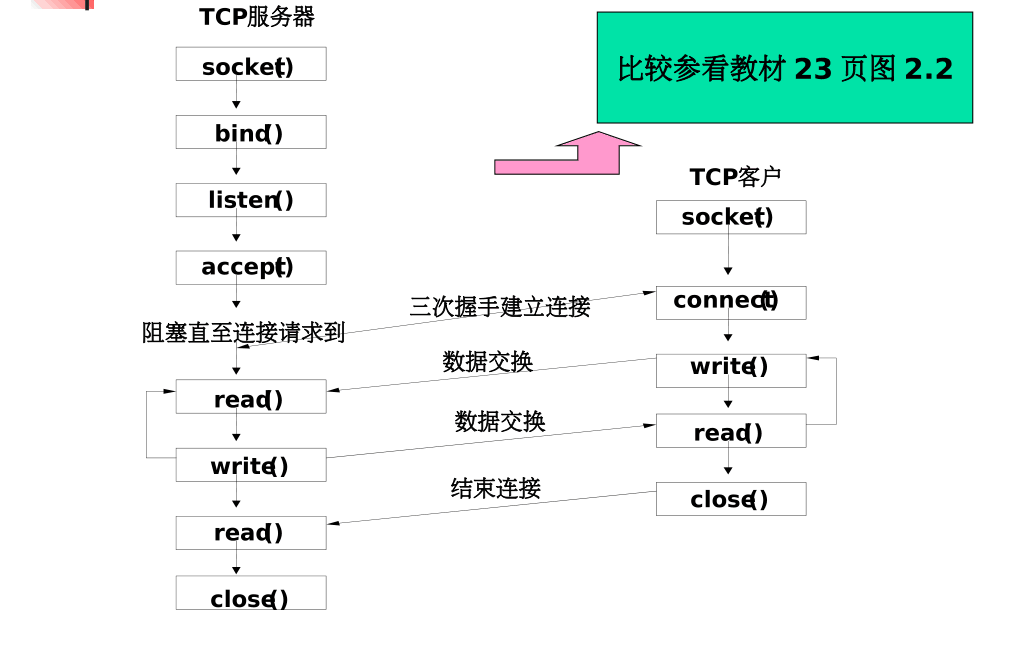 TCP服务器
socket()
bind()
listen()
accept()
阻塞直至连接请求到
read()
write()
read()
close()
三次握手建立连接
数据交换
数据交换
结束连接
比较参看教材 23 页图 2.2
TCP客户
socket()
connect()
write()
read()
close()